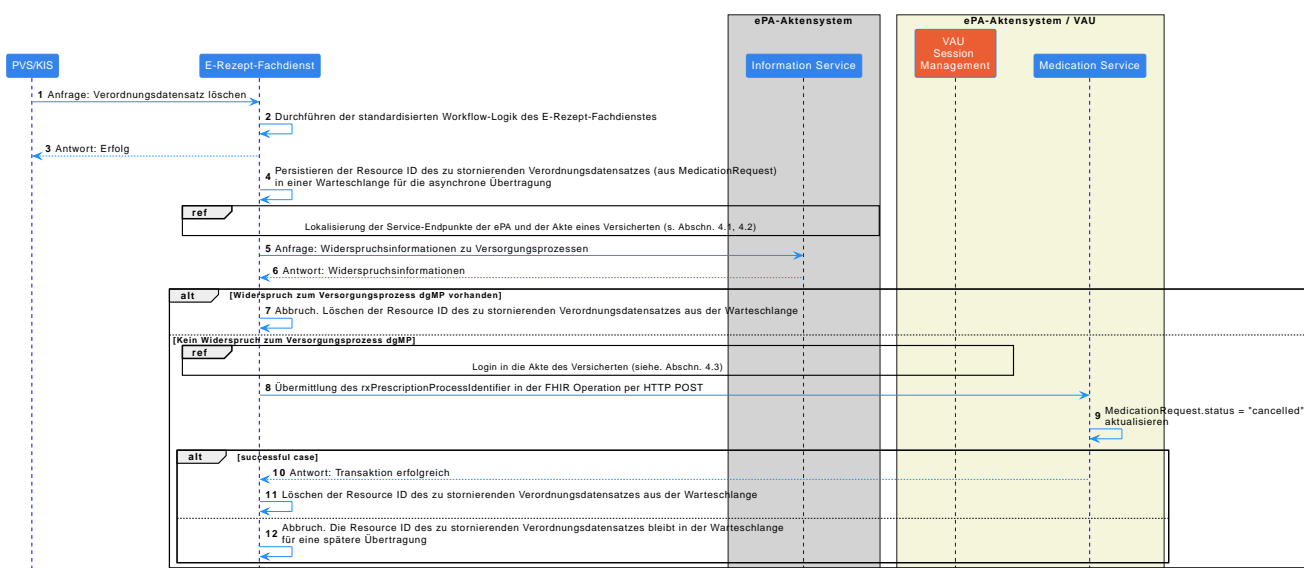 ePA-Aktensystem
ePA-Aktensystem / VAU
PVS/KIS
E-Rezept-Fachdienst
Information Service
VAU
Session
Management
Medication Service
1 Anfrage: Verordnungsdatensatz löschen
2 Durchführen der standardisierten Workflow-Logik des E-Rezept-Fachdienstes
3 Antwort: Erfolg
4 Persistieren der Resource ID des zu stornierenden Verordnungsdatensatzes (aus MedicationRequest)
in einer Warteschlange für die asynchrone Übertragung
ref
Lokalisierung der Service-Endpunkte der ePA und der Akte eines Versicherten (s. Abschn. 4.1, 4.2)
5 Anfrage: Widerspruchsinformationen zu Versorgungsprozessen
6 Antwort: Widerspruchsinformationen
alt [Widerspruch zum Versorgungsprozess dgMP vorhanden]
7 Abbruch. Löschen der Resource ID des zu stornierenden Verordnungsdatensatzes aus der Warteschlange
[Kein Widerspruch zum Versorgungsprozess dgMP]
ref
Login in die Akte des Versicherten (siehe. Abschn. 4.3)
8 Übermittlung des rxPrescriptionProcessIdentifier in der FHIR Operation per HTTP POST
9 MedicationRequest.status = "cancelled"
aktualisieren
alt [successful case]
10 Antwort: Transaktion erfolgreich
11 Löschen der Resource ID des zu stornierenden Verordnungsdatensatzes aus der Warteschlange
12 Abbruch. Die Resource ID des zu stornierenden Verordnungsdatensatzes bleibt in der Warteschlange
für eine spätere Übertragung